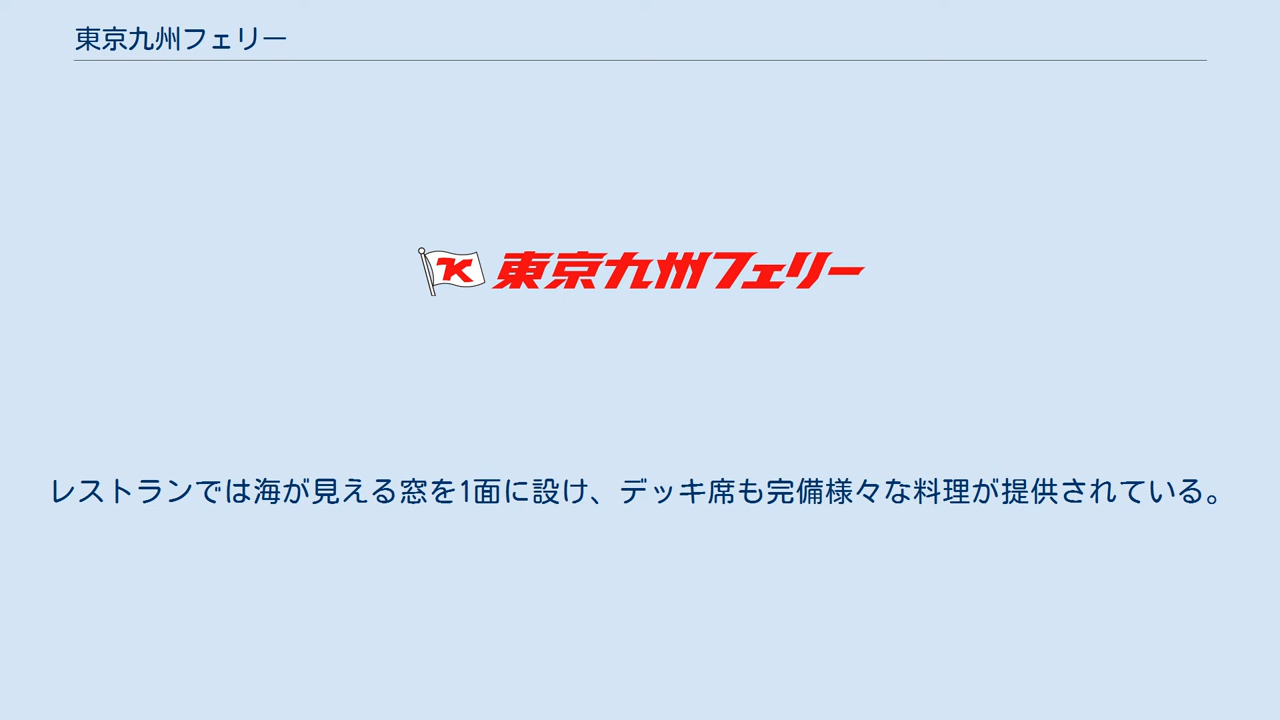 東京九州フェリー
K 東京九州フェリー
レストランでは海が見える窓を1面に設け、デッキ席も完備様々な料理が提供されている。